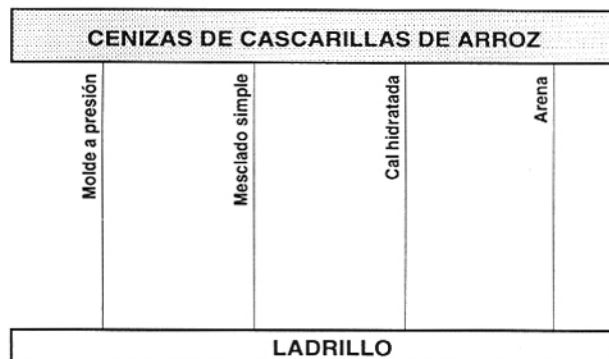 CENIZAS DE CASCARILLAS DE ARROZ
Molde a presión
Mesclado simple
Cal hidratada
Arena
LADRILLO